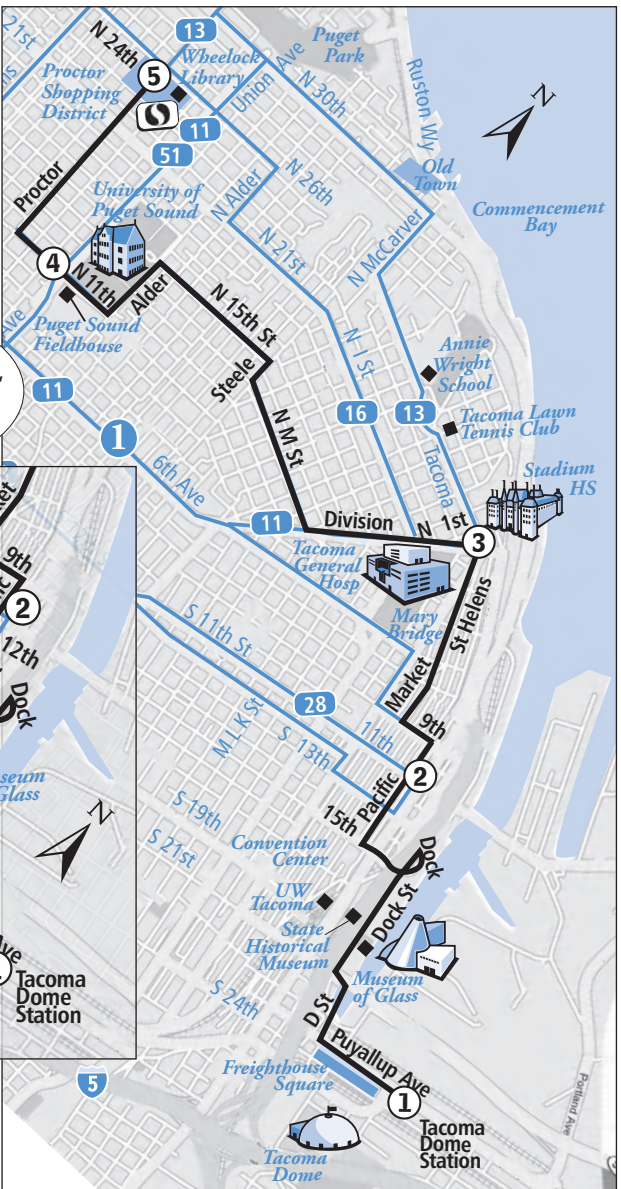 21st
N 24th
13
Puget
Park
5
Wheelock
Library
Union Ave
N 30th
Ruston Wy
N
Proctor
Shopping
District
11
51
N 26th
Old
Town
Proctor
University of
Puget Sound
N Alder
N 21st
Commencement
Bay
N McCarver
4
N 11th
Alder
N 15th St
Ave
Puget Sound
Fieldhouse
N I St
Annie
Wright
School
Steele
11
16
13
Tacoma Lawn
Tennis Club
1
N M St
6th Ave
Tacoma
Stadium
HS
11
Division
N 1st
3
Tacoma
General
Hosp
Mary
Bridge
St Helens
9th
2
12th
Dock
S 11th St
Market
28
11th
9th
M L K St
S 13th
2
Pacific
15th
S 19th
S 21st
Convention
Center
Dock
Glass
N
UW
Tacoma
State
Historical
Museum
Dock St
Museum
of Glass
S 24th
D St
Tacoma
Dome
Station
Puyallup Ave
Freighthouse
Square
5
1
Tacoma
Dome
Station
Portland Ave
Tacoma
Dome